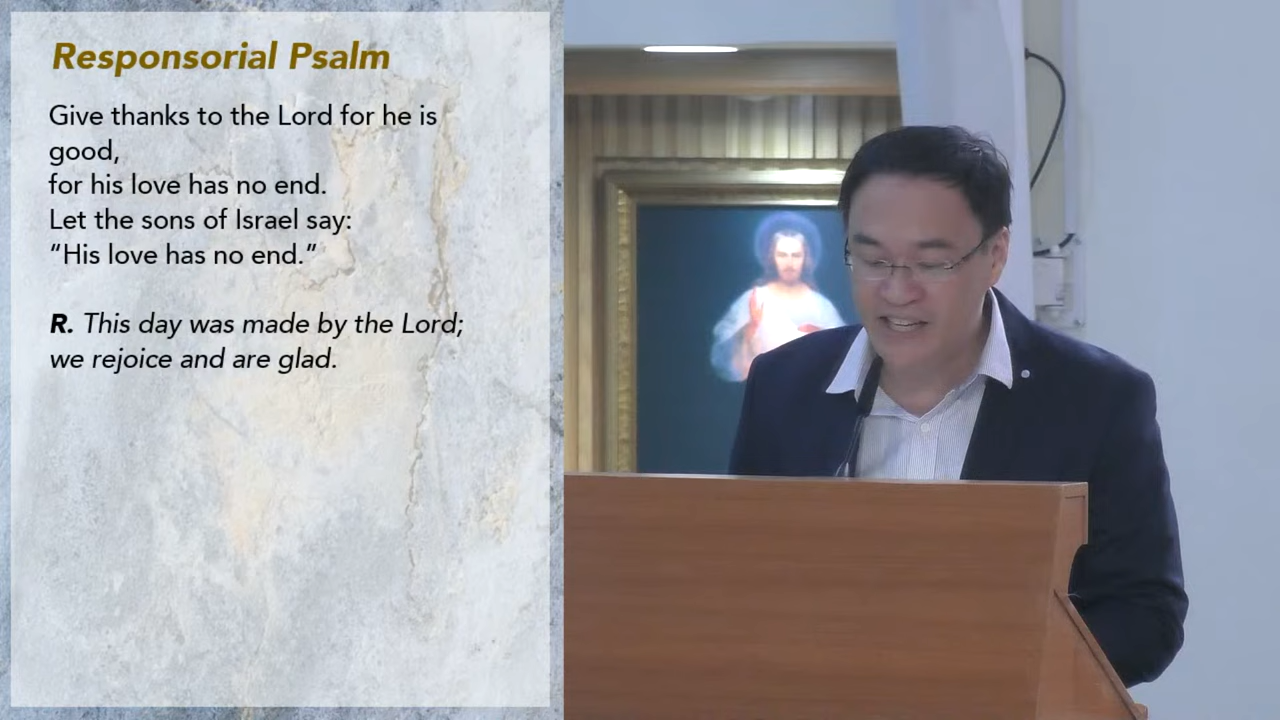 Responsorial Psalm
Give thanks to the Lord for he is
good,
for his love has no end.
Let the sons of Israel say:
“His love has no end.”
R. This day was made by the Lord;
we rejoice and are glad.